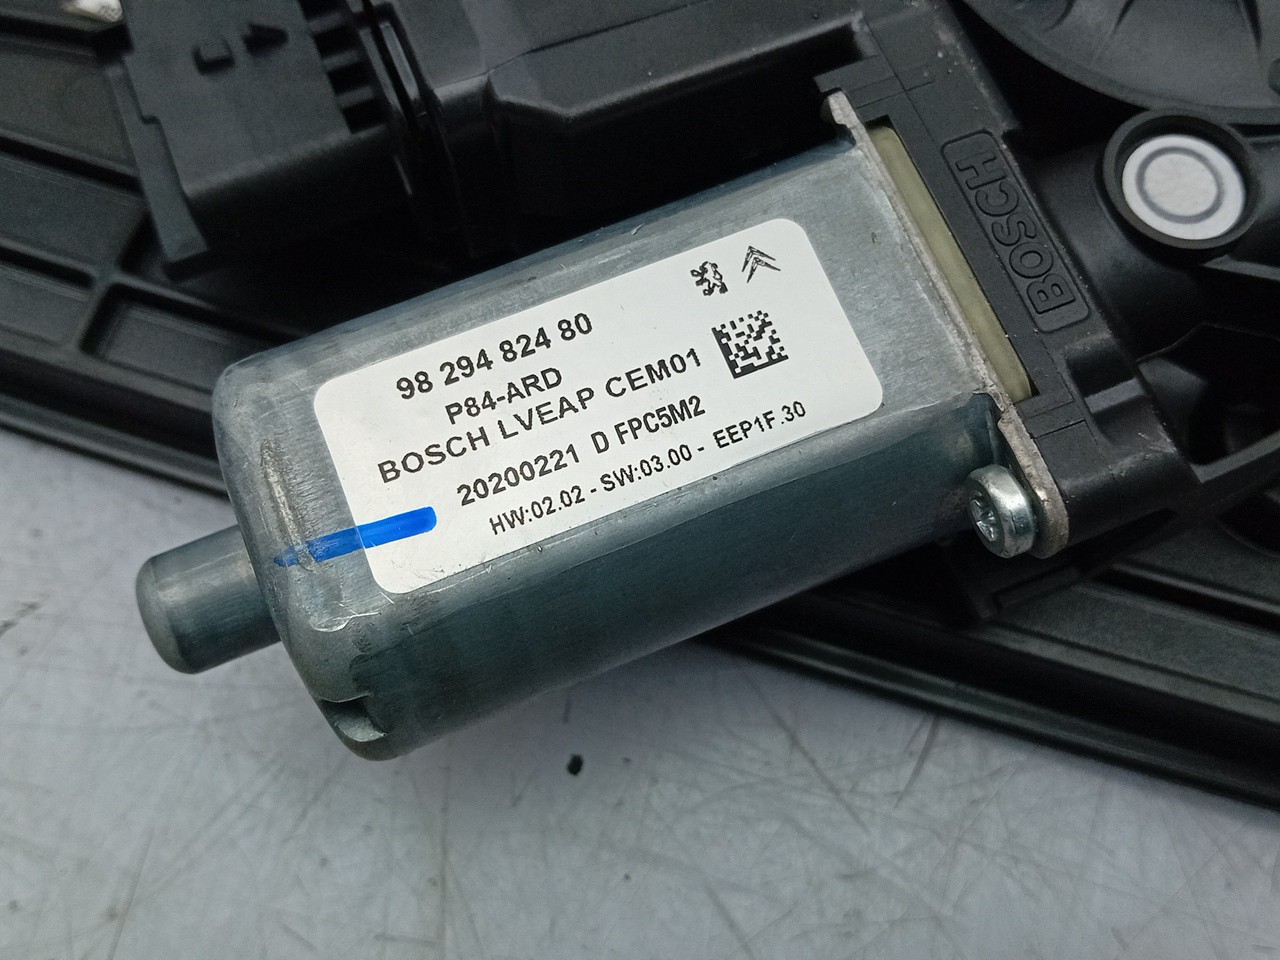 98 294 824 80
P84-ARD
BOSCH LVEAP CEM01
20200221 D FPC5M2
HW:02.02 - SW:03.00 - EEP1F.30
BOSCH